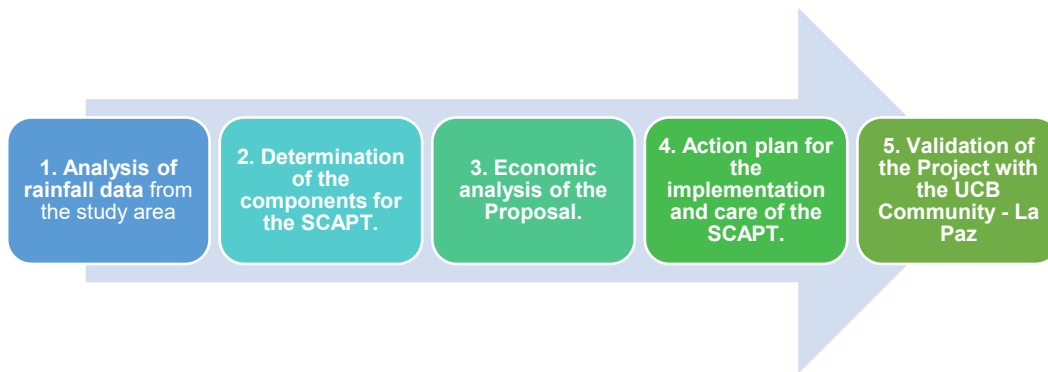 1. Analysis of
rainfall data from
the study area
2. Determination
of the
components for
the SCAPT.
3. Economic
analysis of the
Proposal.
4. Action plan for
the
implementation
and care of the
SCAPT.
5. Validation of
the Project with
the UCB
Community - La
Paz